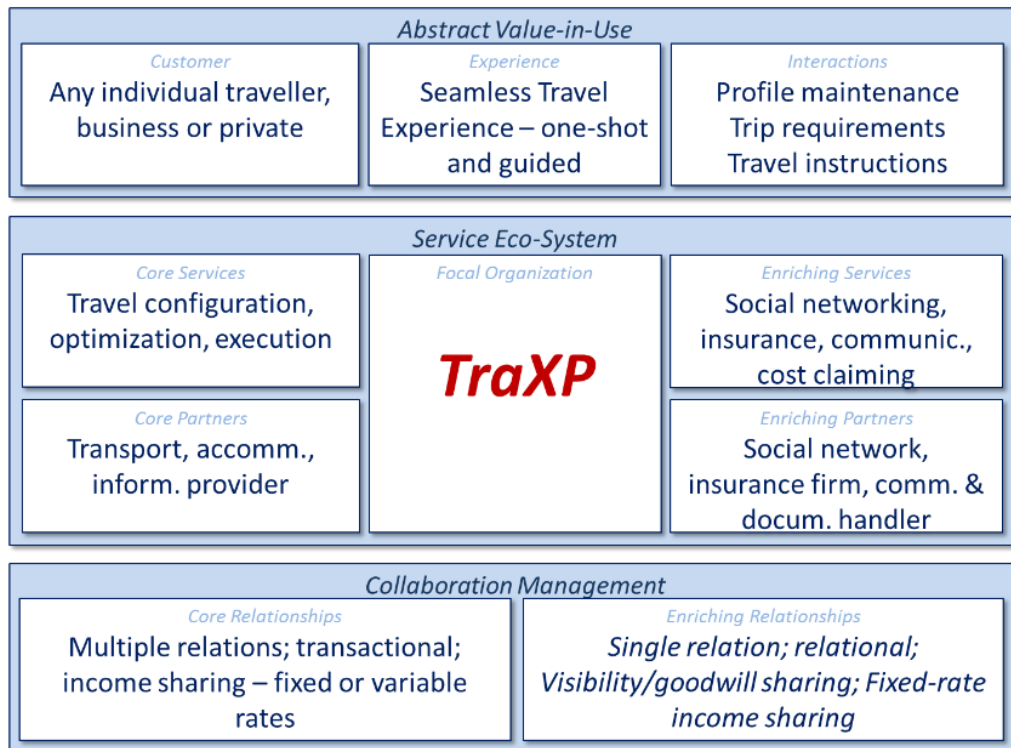 Abstract Value-in-Use
Customer
Any individual traveller,
business or private
Experience
Seamless Travel
Experience – one-shot
and guided
Interactions
Profile maintenance
Trip requirements
Travel instructions
Service Eco-System
Core Services
Travel configuration,
optimization, execution
Core Partners
Transport, accomm.,
inform. provider
Focal Organization
TraXP
Enriching Services
Social networking,
insurance, communic.,
cost claiming
Enriching Partners
Social network,
insurance firm, comm. &
docum. handler
Collaboration Management
Core Relationships
Multiple relations; transactional;
income sharing – fixed or variable
rates
Enriching Relationships
Single relation; relational;
Visibility/goodwill sharing; Fixed-rate
income sharing